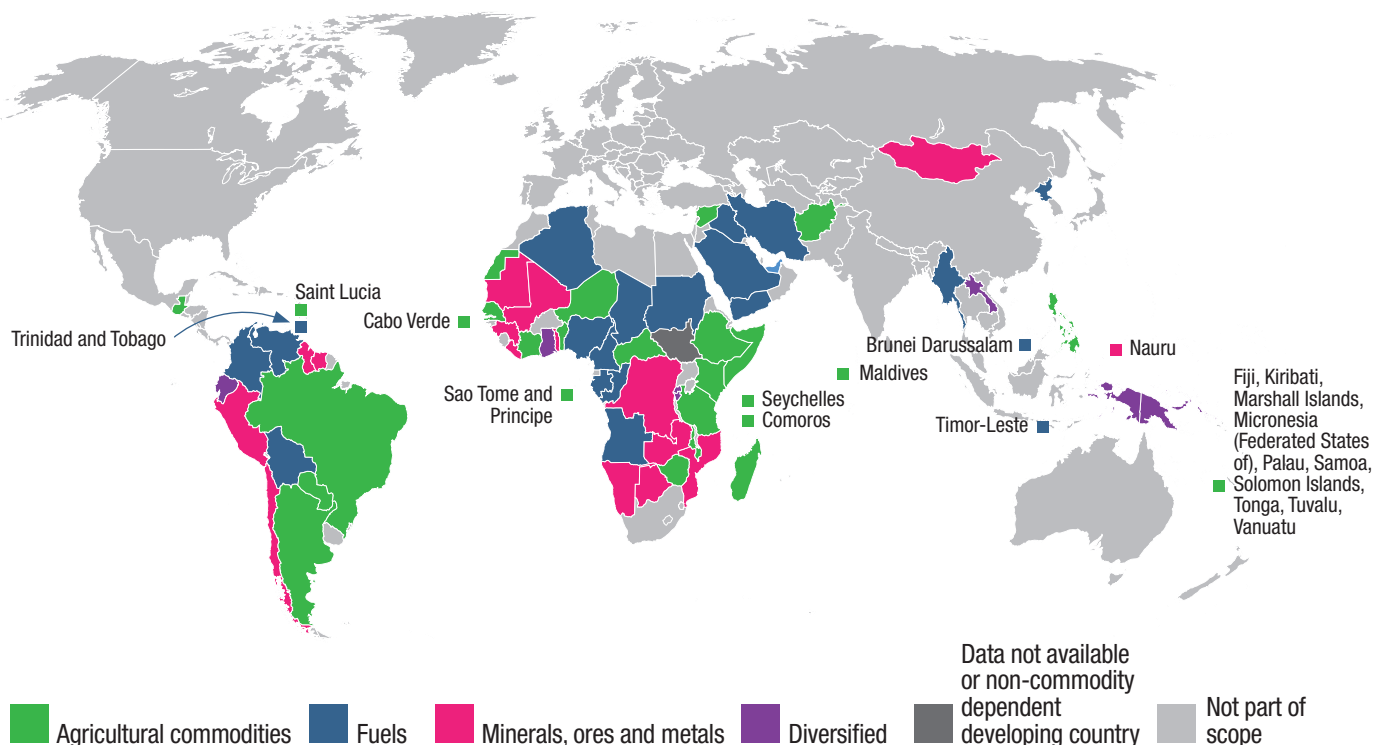 Saint Lucia
Trinidad and Tobago
Cabo Verde
Sao Tome and
Principe
Seychelles
Comoros
Maldives
Brunei Darussalam
Nauru
Timor-Leste
Fiji, Kiribati,
Marshall Islands,
Micronesia
(Federated States
of), Palau, Samoa,
Solomon Islands,
Tonga, Tuvalu,
Vanuatu
Agricultural commodities
Fuels
Minerals, ores and metals
Diversified
Data not available
or non-commodity
dependent
developing country
Not part of
scope